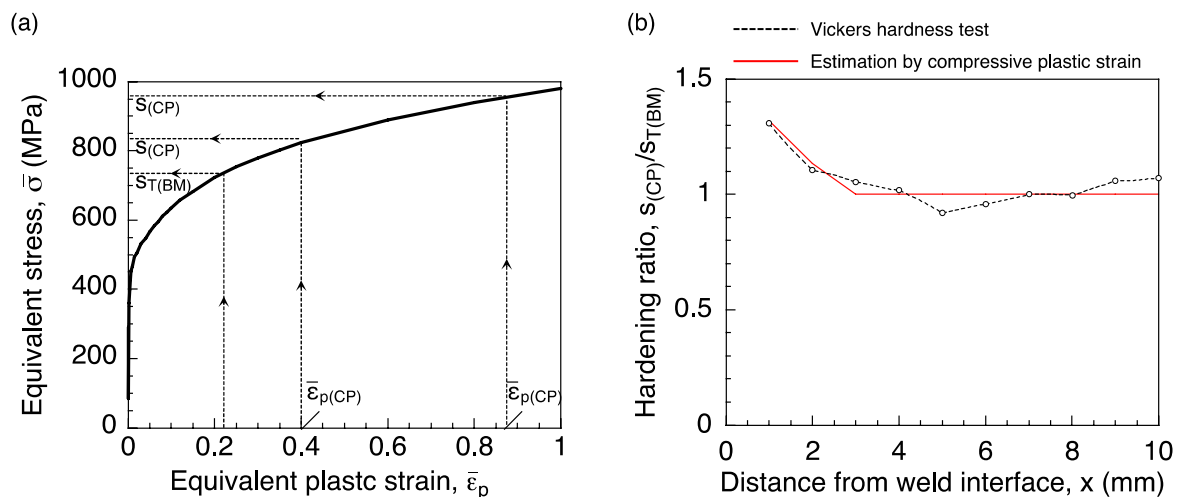 (a)
1000
800
600
400
200
0
Equivalent stress, σ̄ (MPa)
s(CP)
s(CP)
sT(BM)
ε̄p(CP)
ε̄p(CP)
0 0.2 0.4 0.6 0.8 1
Equivalent plastc strain, ε̄p
(b)
Vickers hardness test
Estimation by compressive plastic strain
1.5
1
0.5
0
Hardening ratio, s(CP)/sT(BM)
0 2 4 6 8 10
Distance from weld interface, x (mm)